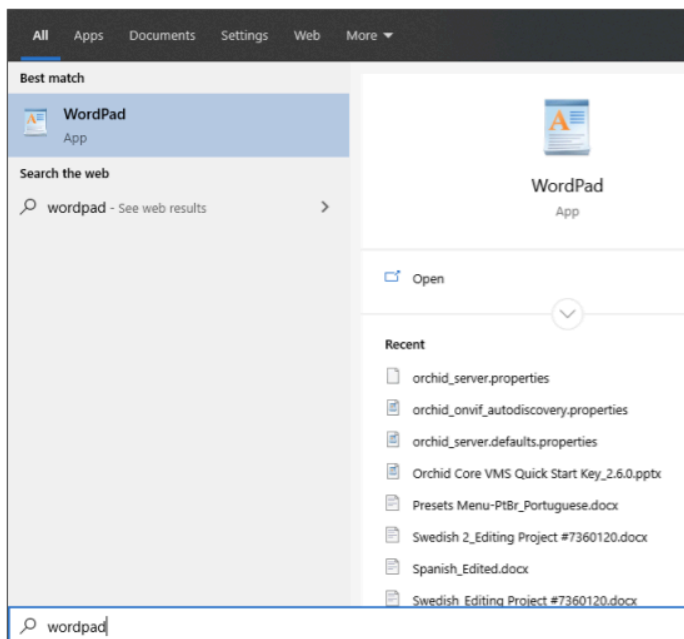 All Apps Documents Settings Web More
Best match
WordPad
App
Search the web
wordpad - See web results
WordPad
App
Open
Recent
orchid_server.properties
orchid_onvif_autodiscovery.properties
orchid_server.defaults.properties
Orchid Core VMS Quick Start Key_2.6.0.pptx
Presets Menu-PtBr_Portuguese.docx
Swedish 2_Editing Project #7360120.docx
Spanish_Edited.docx
Swedish Editing Project #7360120.docx
wordpad